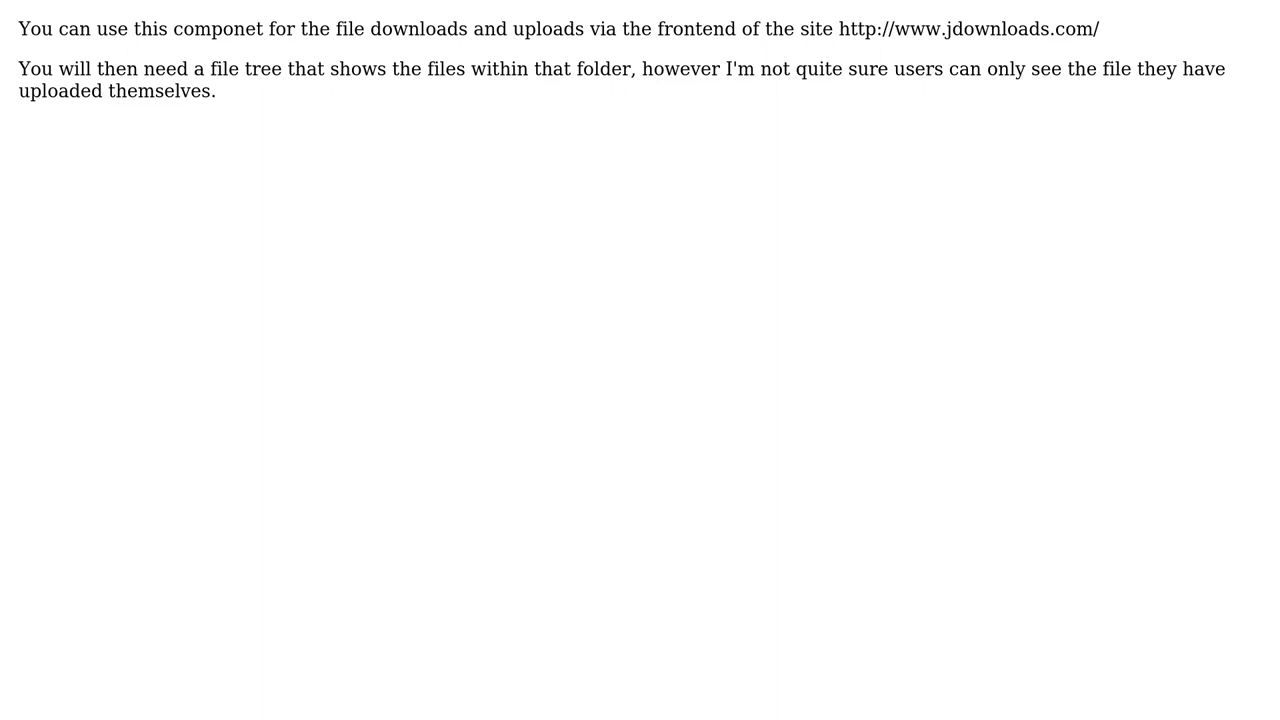 You can use this componet for the file downloads and uploads via the frontend of the site http://www.jdownloads.com/
You will then need a file tree that shows the files within that folder, however I'm not quite sure users can only see the file they have
uploaded themselves.